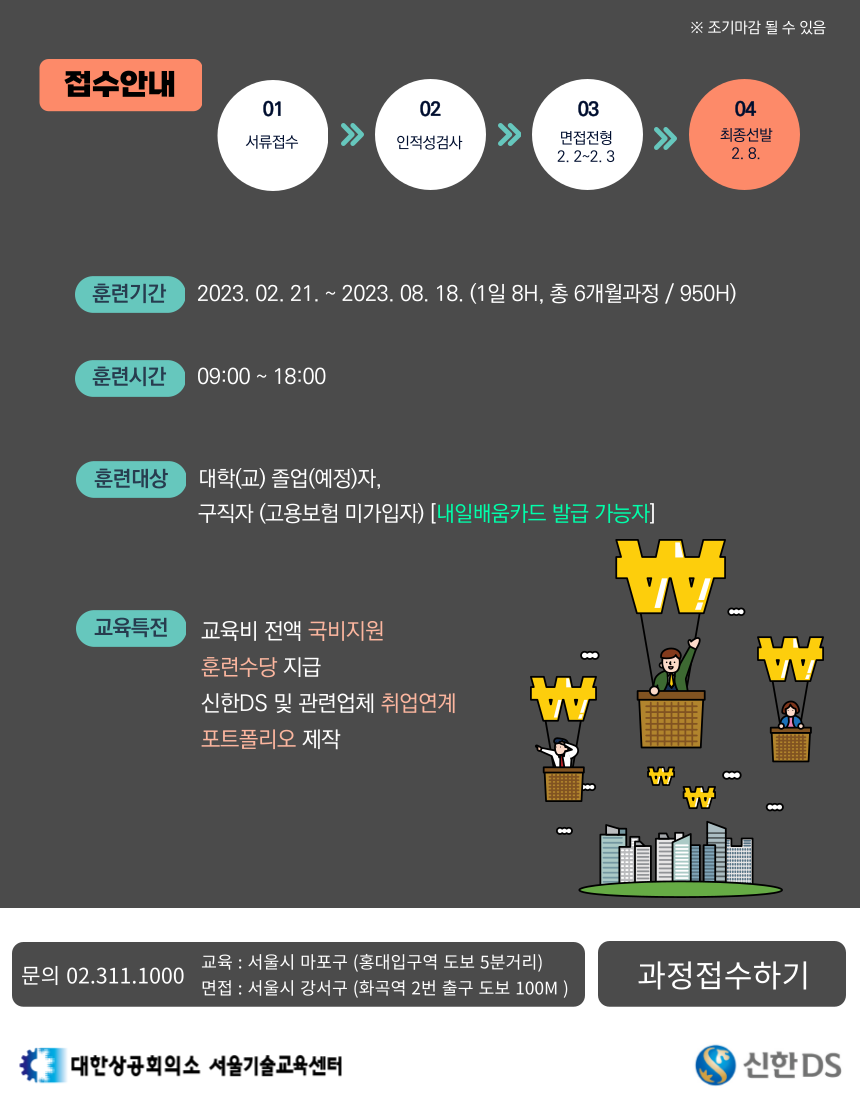 ※ 조기마감 될 수 있음
접수안내
01
서류접수
02
인적성검사
03
면접전형
2. 2~2. 3
04
최종선발
2. 8.
훈련기간 2023. 02. 21. ~ 2023. 08. 18. (1일 8H, 총 6개월과정 / 950H)
훈련시간 09:00 ~ 18:00
훈련대상 대학(교) 졸업(예정)자,
구직자 (고용보험 미가입자) [내일배움카드 발급 가능자]
교육특전 교육비 전액 국비지원
훈련수당 지급
신한DS 및 관련업체 취업연계
포트폴리오 제작
문의 02.311.1000
교육 : 서울시 마포구 (홍대입구역 도보 5분거리)
면접 : 서울시 강서구 (화곡역 2번 출구 도보 100M )
과정접수하기
대한상공회의소 서울기술교육센터
신한DS